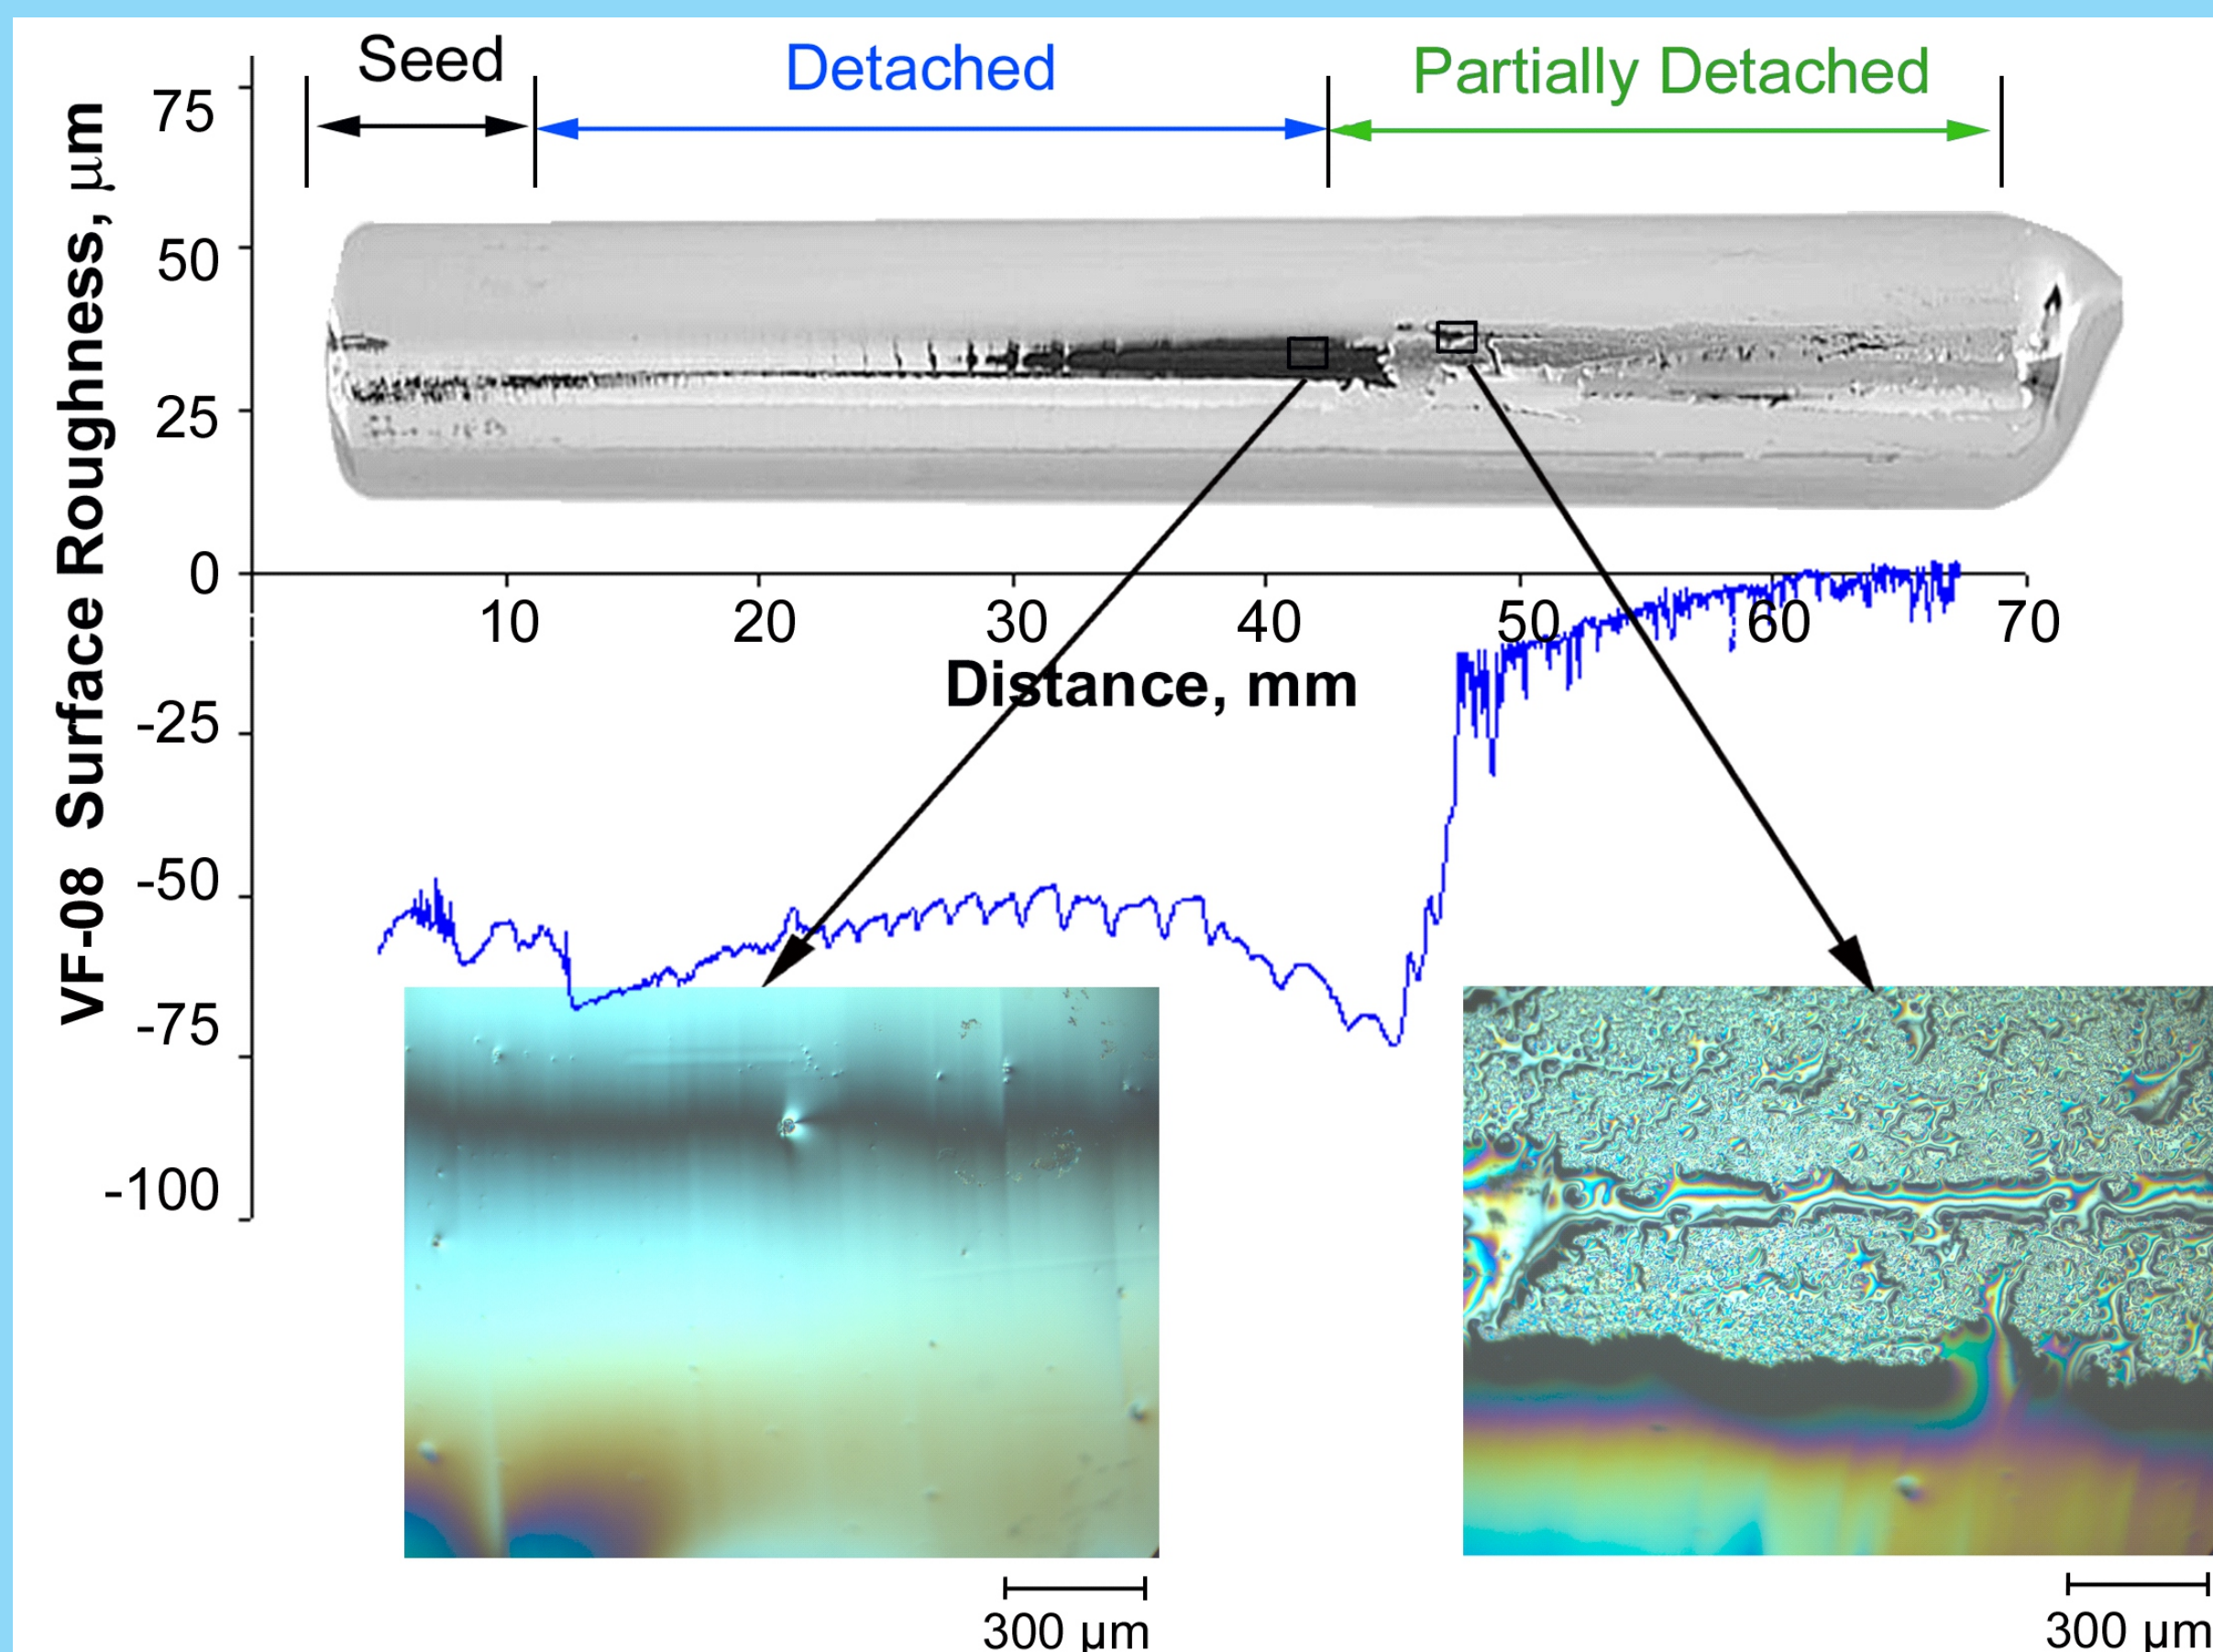 Seed
Detached
Partially Detached
VF-08 Surface Roughness, μm
75
50
25
0
-25
-50
-75
-100
10
20
30
40
50
60
70
Distance, mm
300 μm
300 μm